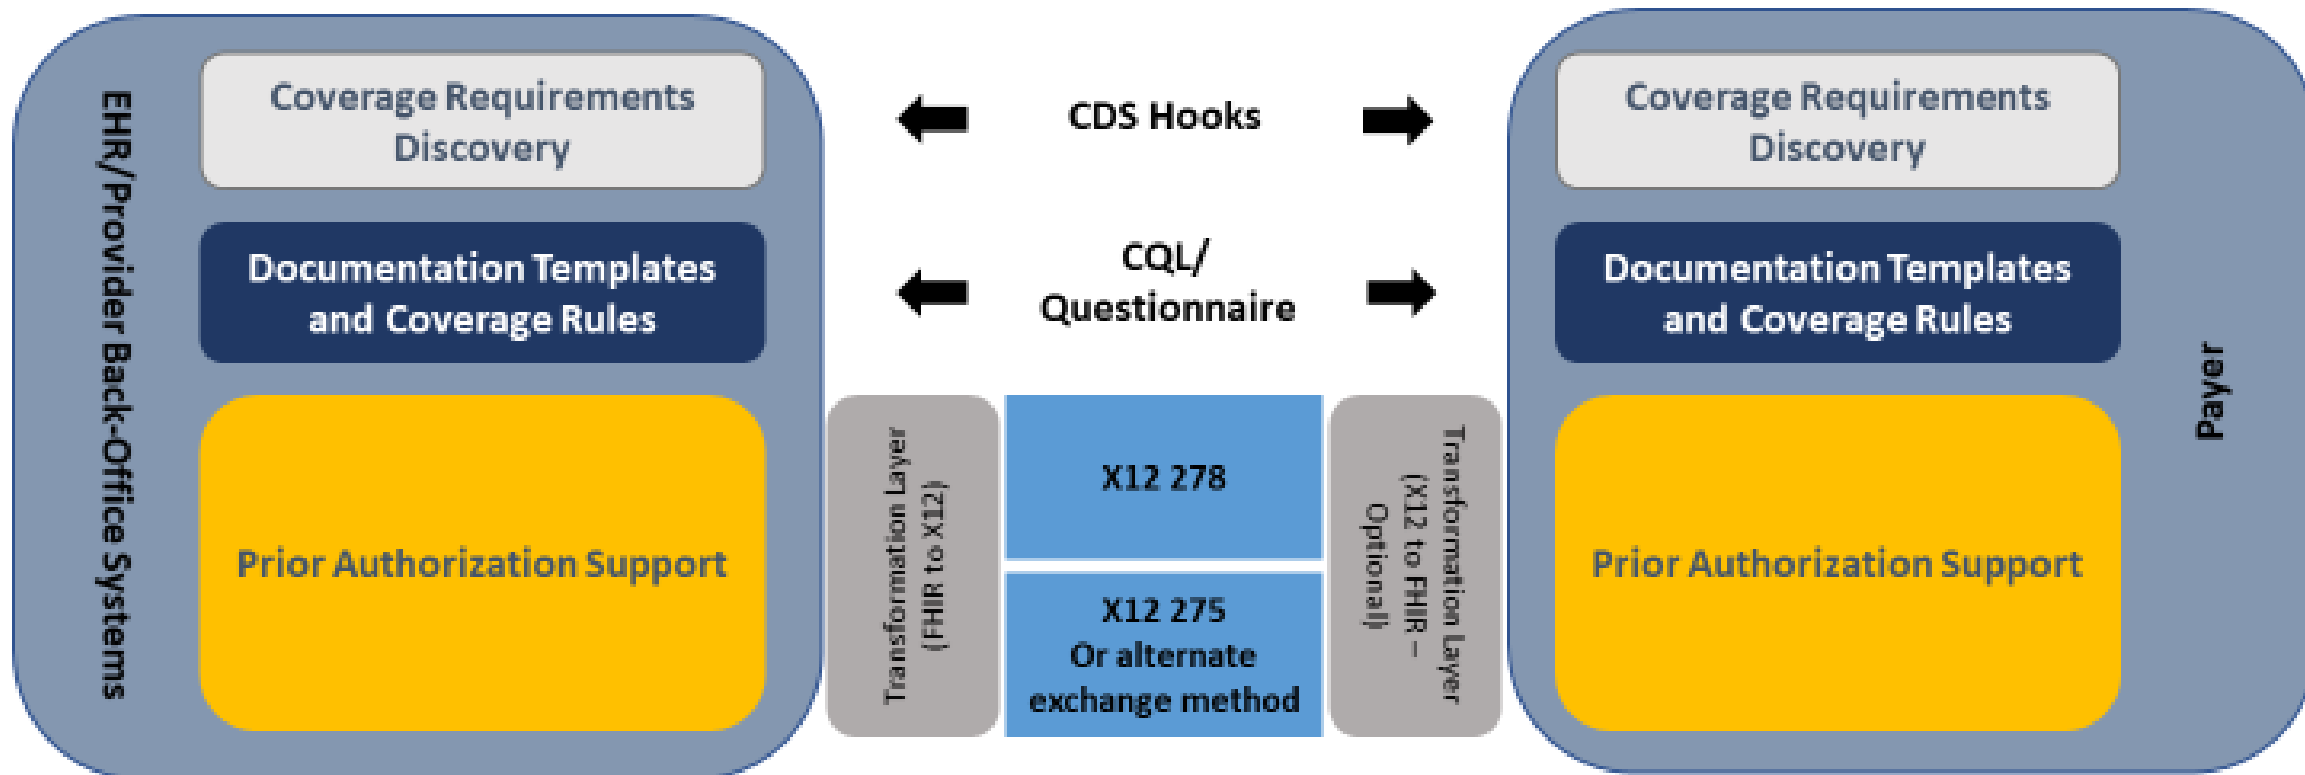 EHR/Provider Back-Office Systems
Coverage Requirements
Discovery
Documentation Templates
and Coverage Rules
Prior Authorization Support
CDS Hooks
CQL/
Questionnaire
Transformation Layer
(FHIR to X12)
X12 278
X12 275
Or alternate
exchange method
Transformation Layer
(X12 to FHIR –
Optional)
Coverage Requirements
Discovery
Documentation Templates
and Coverage Rules
Prior Authorization Support
Payer